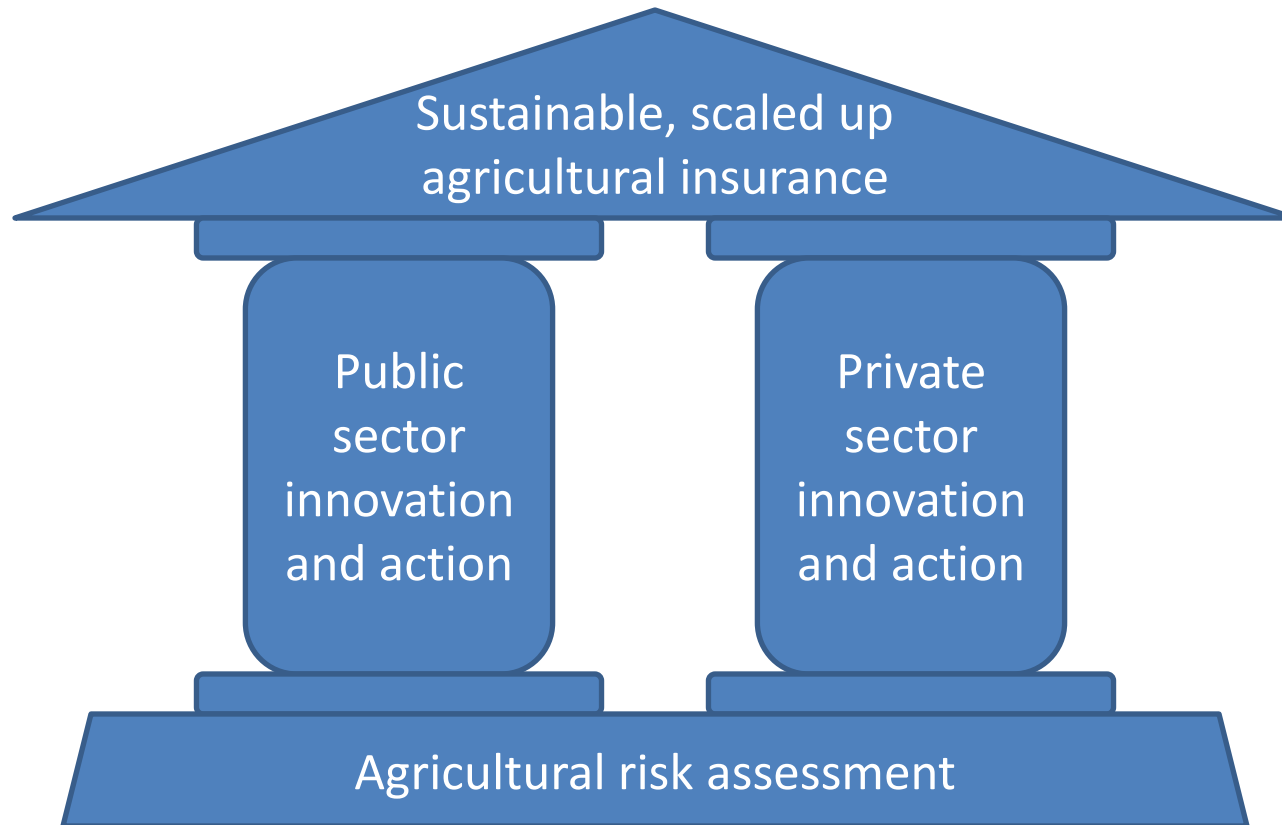 Sustainable, scaled up
agricultural insurance
Public
sector
innovation
and action
Private
sector
innovation
and action
Agricultural risk assessment